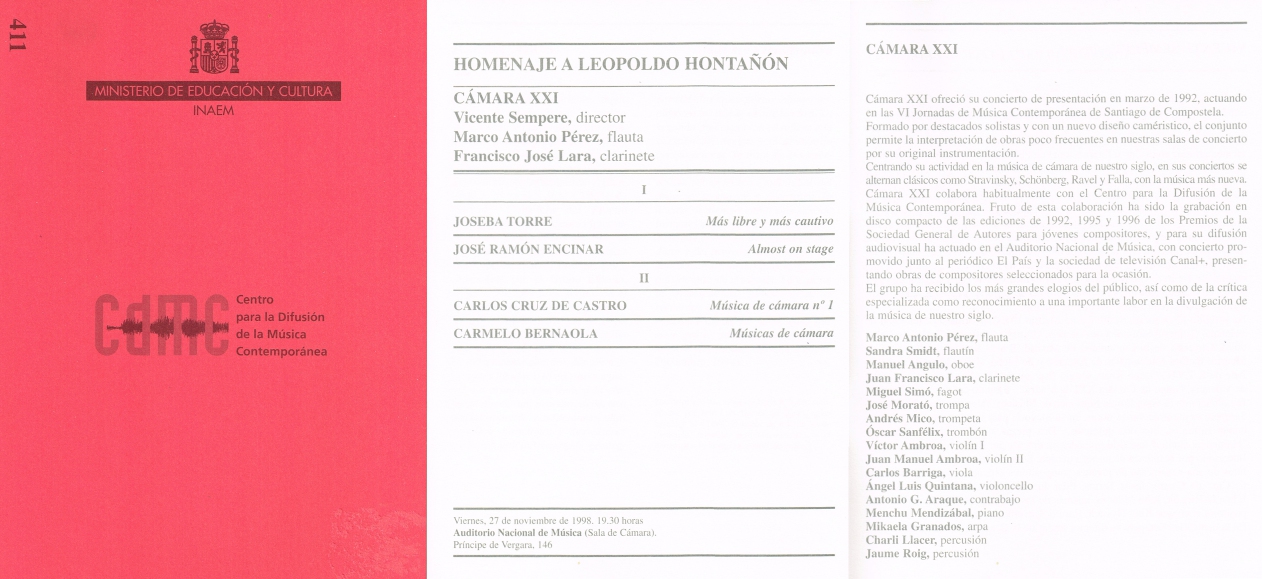 411
MINISTERIO DE EDUCACIÓN Y CULTURA
INAEM
cdmc
Centro
para la Difusión
de la Música
Contemporánea
HOMENAJE A LEOPOLDO HONTAÑÓN
CÁMARA XXI
Vicente Sempere, director
Marco Antonio Pérez, flauta
Francisco José Lara, clarinete
I
JOSEBA TORRE Más libre y más cautivo
JOSÉ RAMÓN ENCINAR Almost on stage
II
CARLOS CRUZ DE CASTRO Música de cámara nº 1
CARMELO BERNAOLA Músicas de cámara
Viernes, 27 de noviembre de 1998. 19.30 horas
Auditorio Nacional de Música (Sala de Cámara).
Príncipe de Vergara, 146
CÁMARA XXI
Cámara XXI ofreció su concierto de presentación en marzo de 1992, actuando
en las VI Jornadas de Música Contemporánea de Santiago de Compostela.
Formado por destacados solistas y con un nuevo diseño camerístico, el conjunto
permite la interpretación de obras poco frecuentes en nuestras salas de concierto
por su original instrumentación.
Centrando su actividad en la música de cámara de nuestro siglo, en sus conciertos se
alternan clásicos como Stravinsky, Schönberg, Ravel y Falla, con la música más nueva.
Cámara XXI colabora habitualmente con el Centro para la Difusión de la
Música Contemporánea. Fruto de esta colaboración ha sido la grabación en
disco compacto de las ediciones de 1992, 1995 y 1996 de los Premios de la
Sociedad General de Autores para jóvenes compositores, y para su difusión
audiovisual ha actuado en el Auditorio Nacional de Música, con concierto pro-
movido junto al periódico El País y la sociedad de televisión Canal+, presen-
tando obras de compositores seleccionados para la ocasión.
El grupo ha recibido los más grandes elogios del público, así como de la crítica
especializada como reconocimiento a una importante labor en la divulgación de
la música de nuestro siglo.
Marco Antonio Pérez, flauta
Sandra Smidt, flautín
Manuel Angulo, oboe
Juan Francisco Lara, clarinete
Miguel Simó, fagot
José Morató, trompa
Andrés Mico, trompeta
Óscar Sanfélix, trombón
Víctor Ambroa, violín I
Juan Manuel Ambroa, violín II
Carlos Barriga, viola
Ángel Luis Quintana, violoncello
Antonio G. Araque, contrabajo
Menchu Mendizábal, piano
Mikaela Granados, arpa
Charli Llacer, percusión
Jaume Roig, percusión